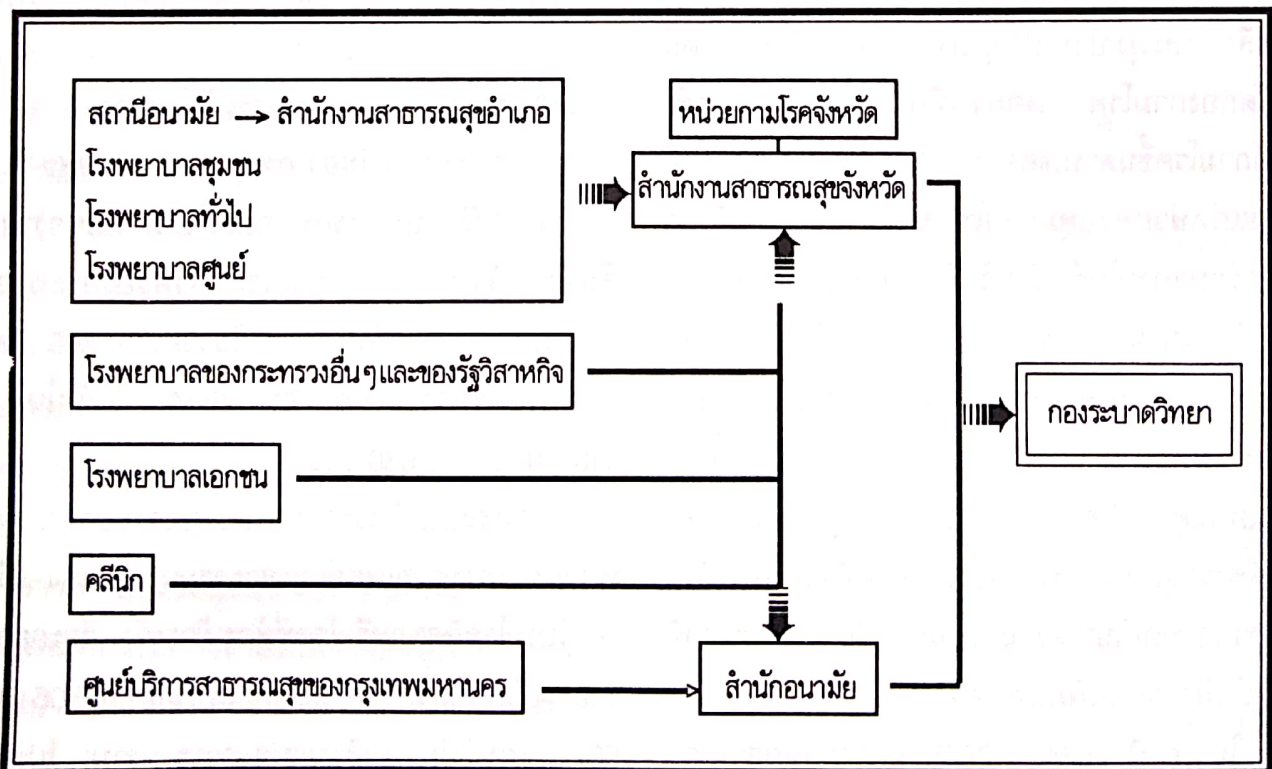 สถานีอนามัย → สำนักงานสาธารณสุขอำเภอ
โรงพยาบาลชุมชน
โรงพยาบาลทั่วไป
โรงพยาบาลศูนย์
หน่วยกามโรคจังหวัด
สำนักงานสาธารณสุขจังหวัด
โรงพยาบาลของกระทรวงอื่นๆและของรัฐวิสาหกิจ
กองระบาดวิทยา
โรงพยาบาลเอกชน
คลีนิก
ศูนย์บริการสาธารณสุขของกรุงเทพมหานคร
สำนักอนามัย